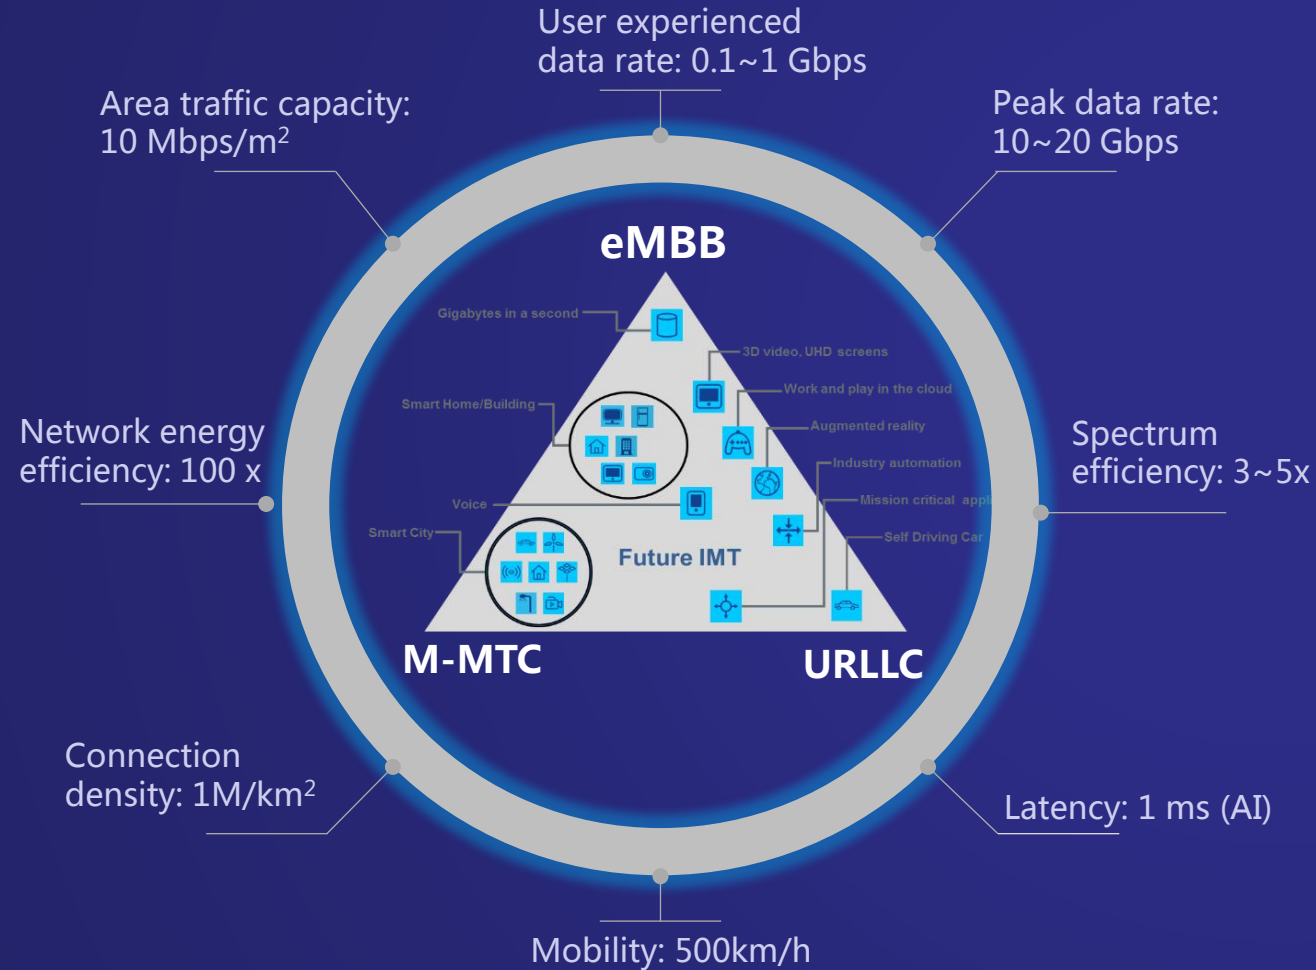 User experienced
data rate: 0.1~1 Gbps
Area traffic capacity:
10 Mbps/m²
Peak data rate:
10~20 Gbps
eMBB
Gigabytes in a second
3D video, UHD screens
Work and play in the cloud
Smart Home/Building
Augmented reality
Network energy
efficiency: 100 x
Spectrum
efficiency: 3~5x
Industry automation
Mission critical appli
Voice
Smart City
Self Driving Car
Future IMT
M-MTC
URLLC
Connection
density: 1M/km²
Latency: 1 ms (AI)
Mobility: 500km/h